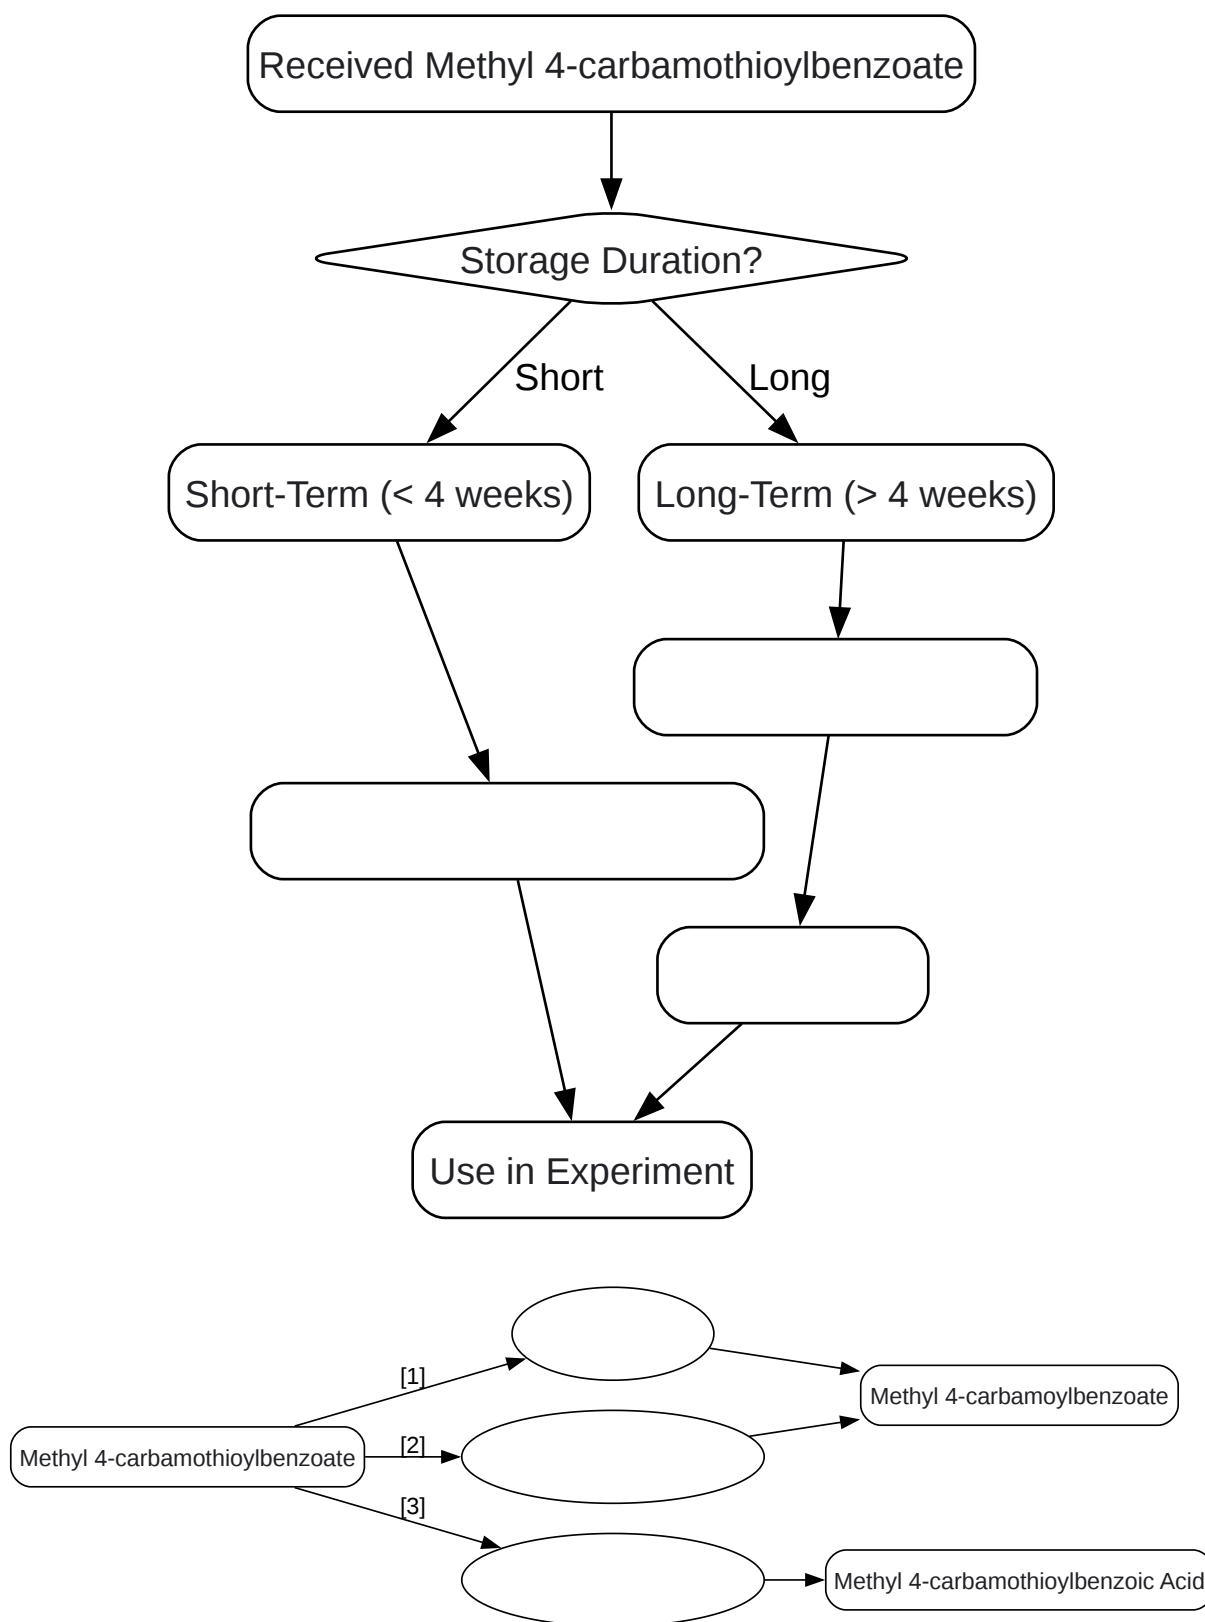 Received Methyl 4-carbamothioylbenzoate
Storage Duration?
Short
Long
Short-Term (< 4 weeks)
Long-Term (> 4 weeks)
Use in Experiment
[1]
Methyl 4-carbamoylbenzoate
Methyl 4-carbamothioylbenzoate
[2]
[3]
Methyl 4-carbamothioylbenzoic Acid